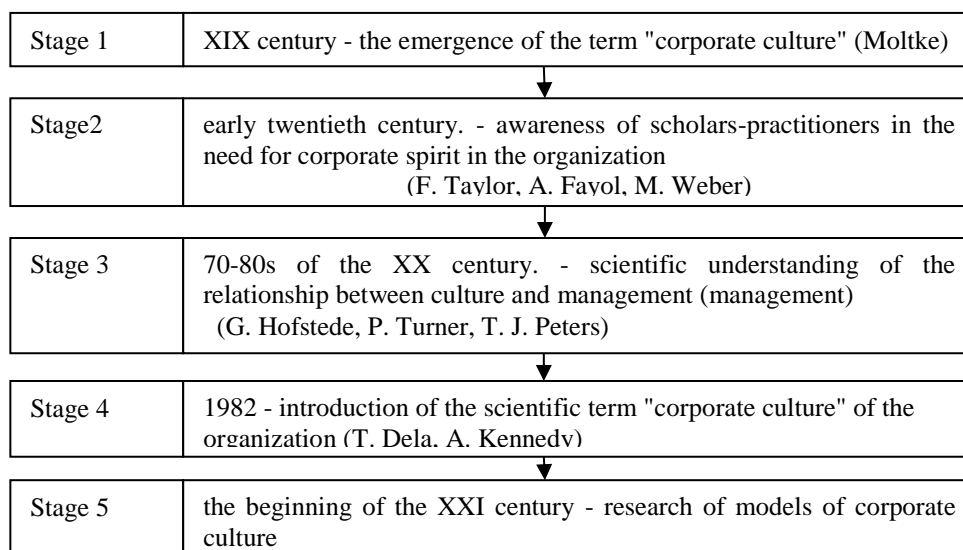 Stage 1
XIX century - the emergence of the term "corporate culture" (Moltke)
Stage2
early twentieth century. - awareness of scholars-practitioners in the
need for corporate spirit in the organization
(F. Taylor, A. Fayol, M. Weber)
Stage 3
70-80s of the XX century. - scientific understanding of the
relationship between culture and management (management)
(G. Hofstede, P. Turner, T. J. Peters)
Stage 4
1982 - introduction of the scientific term "corporate culture" of the
organization (T. Dela, A. Kennedy)
Stage 5
the beginning of the XXI century - research of models of corporate
culture